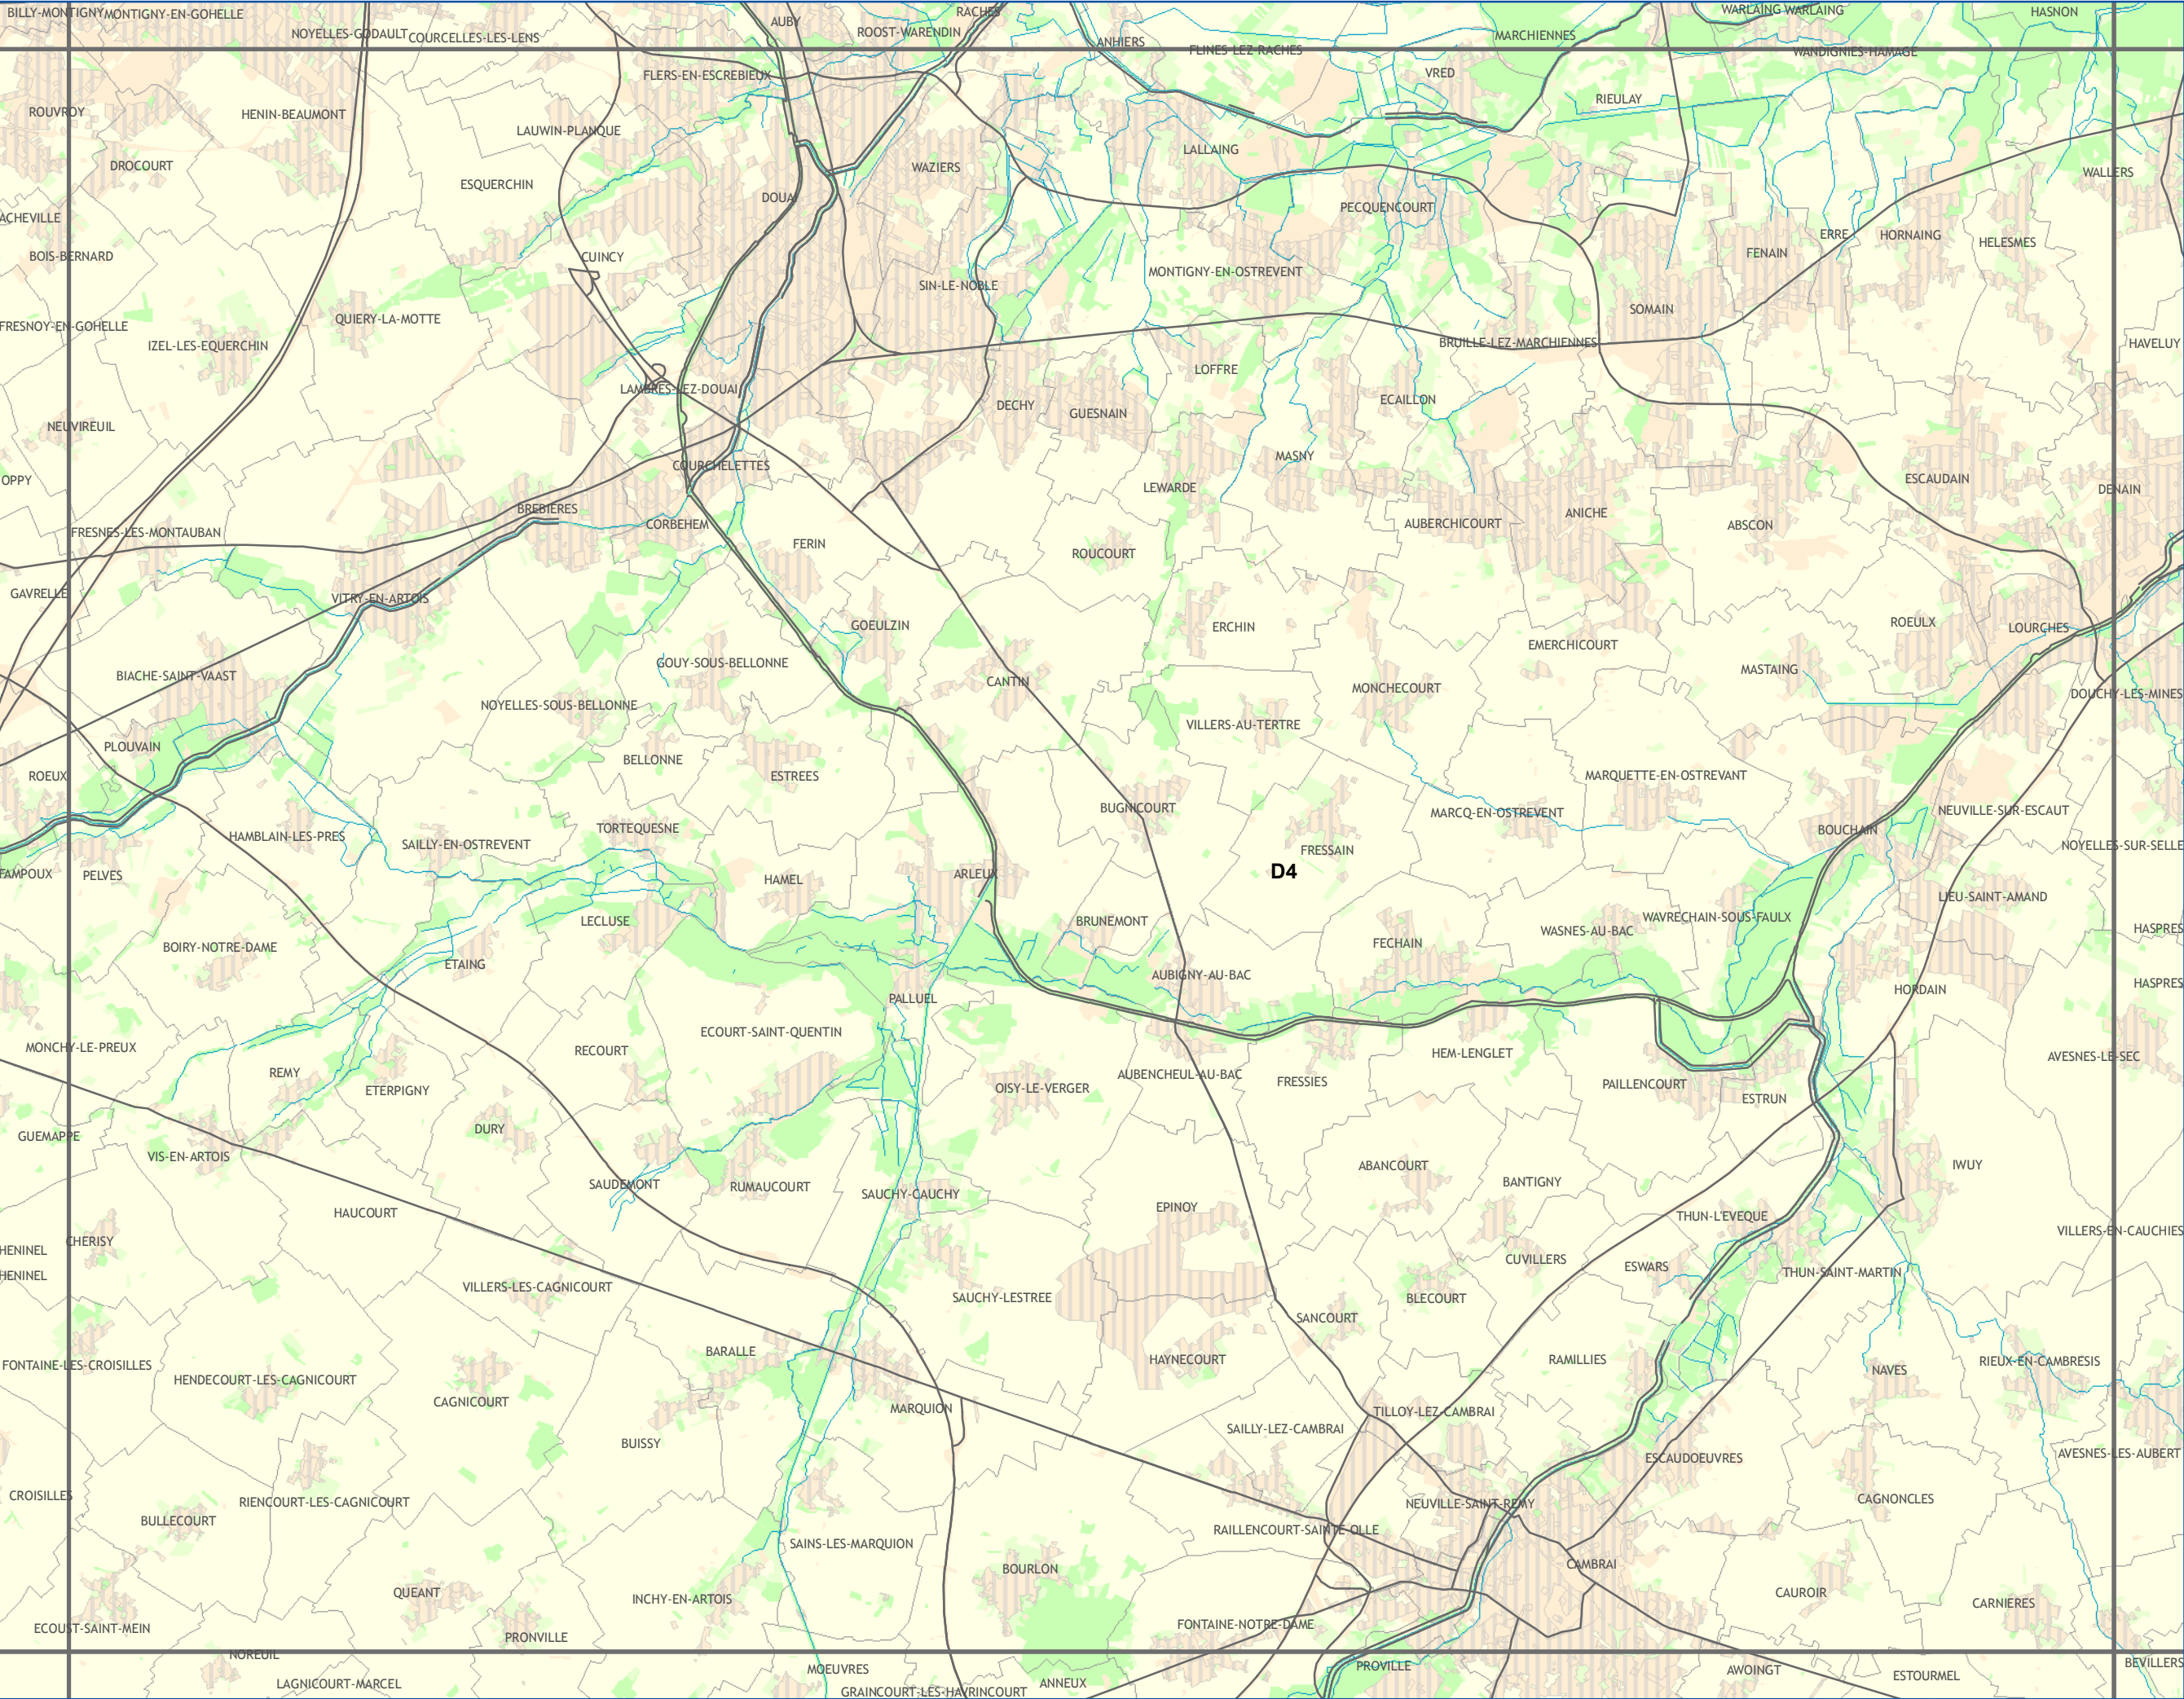 BILLY-MONTIGNY
MONTIGNY-EN-GOHELLE
NOYELLES-GODAULT
COURCELLES-LES-LENS
AUBY
ROOST-WARENDIN
RACHES
ANHIERS
FLINES-LEZ-RACHES
MARCHIENNES
WARLAING
WARLAING
HASNON
WANDIGNIES-HAMAGE
FLERS-EN-ESCREBIEUX
VRED
RIEULAY
ROUVROY
HENIN-BEAUMONT
LAUWIN-PLANQUE
DROCOURT
WAZIERS
LALLAING
WALLERS
ESQUERCHIN
DOUAI
PECQUENCOURT
ACHEVILLE
BOIS-BERNARD
CUINCY
ERRE
HORNAING
HELESMES
FENAIN
MONTIGNY-EN-OSTREVENT
SIN-LE-NOBLE
SOMAIN
FRESNOY-EN-GOHELLE
QUIERY-LA-MOTTE
IZEL-LES-EQUERCHIN
BRUILLE-LEZ-MARCHIENNES
HAVELUY
LOFFRE
LAMBRES-LEZ-DOUAI
ECAILLON
DECHY
GUESNAIN
NEUVIREUIL
MASNY
COURCHELETTES
OPPY
LEWARDE
ESCAUDAIN
DENAIN
BREBIERES
CORBEHEM
AUBERCHICOURT
ANICHE
ABSCON
FRESNES-LES-MONTAUBAN
FERIN
ROUCOURT
GAVRELLE
VITRY-EN-ARTOIS
GOEULZIN
ERCHIN
ROEULX
LOURCHES
EMERCHICOURT
GOUY-SOUS-BELLONNE
BIACHE-SAINT-VAAST
CANTIN
MONCHECOURT
MASTAING
DOUCHY-LES-MINES
NOYELLES-SOUS-BELLONNE
VILLERS-AU-TERTRE
PLOUVAIN
BELLONNE
ROEUX
ESTREES
MARQUETTE-EN-OSTREVANT
BUGNICOURT
MARCQ-EN-OSTREVENT
NEUVILLE-SUR-ESCAUT
TORTEQUESNE
BOUCHAIN
HAMBLAIN-LES-PRES
SAILLY-EN-OSTREVENT
FRESSAIN
NOYELLES-SUR-SELLE
D4
FAMPOUX
PELVES
HAMEL
ARLEUX
LIEU-SAINT-AMAND
LECLUSE
BRUNEMONT
WAVRECHAIN-SOUS-FAULX
WASNES-AU-BAC
HASPRES
BOIRY-NOTRE-DAME
FECHAIN
ETAING
AUBIGNY-AU-BAC
HASPRES
HORDAIN
PALLUEL
ECOURT-SAINT-QUENTIN
MONCHY-LE-PREUX
RECOURT
HEM-LENGLET
AVESNES-LE-SEC
REMY
AUBENCHEUL-AU-BAC
FRESSIES
PAILLENCOURT
ETERPIGNY
OISY-LE-VERGER
ESTRUN
DURY
GUEMAPPE
VIS-EN-ARTOIS
ABANCOURT
IWUY
SAUDEMONT
RUMAUCOURT
SAUCHY-CAUCHY
BANTIGNY
HAUCOURT
EPINOY
THUN-L'EVEQUE
VILLERS-EN-CAUCHIES
CHERISY
HENINEL
CUVILLERS
ESWARS
THUN-SAINT-MARTIN
HENINEL
VILLERS-LES-CAGNICOURT
SAUCHY-LESTREE
BLECOURT
SANCOURT
BARALLE
HAYNECOURT
RAMILLIES
RIEUX-EN-CAMBRESIS
FONTAINE-LES-CROISILLES
NAVES
HENDECOURT-LES-CAGNICOURT
CAGNICOURT
MARQUION
TILLOY-LEZ-CAMBRAI
SAILLY-LEZ-CAMBRAI
BUISSY
AVESNES-LES-AUBERT
ESCAUDOEUVRES
CROISILLES
RIENCOURT-LES-CAGNICOURT
NEUVILLE-SAINT-REMY
CAGNONCLES
BULLECOURT
RAILLENCOURT-SAINTE-OLLE
SAINS-LES-MARQUION
BOURLON
CAMBRAI
QUEANT
INCHY-EN-ARTOIS
CAUROIR
CARNIERES
ECOUST-SAINT-MEIN
FONTAINE-NOTRE-DAME
PRONVILLE
NOREUIL
MOEUVRES
PROVILLE
AWOINGT
BEVILLERS
ESTOURMEL
LAGNICOURT-MARCEL
ANNEUX
GRAINCOURT-LES-HAVRINCOURT